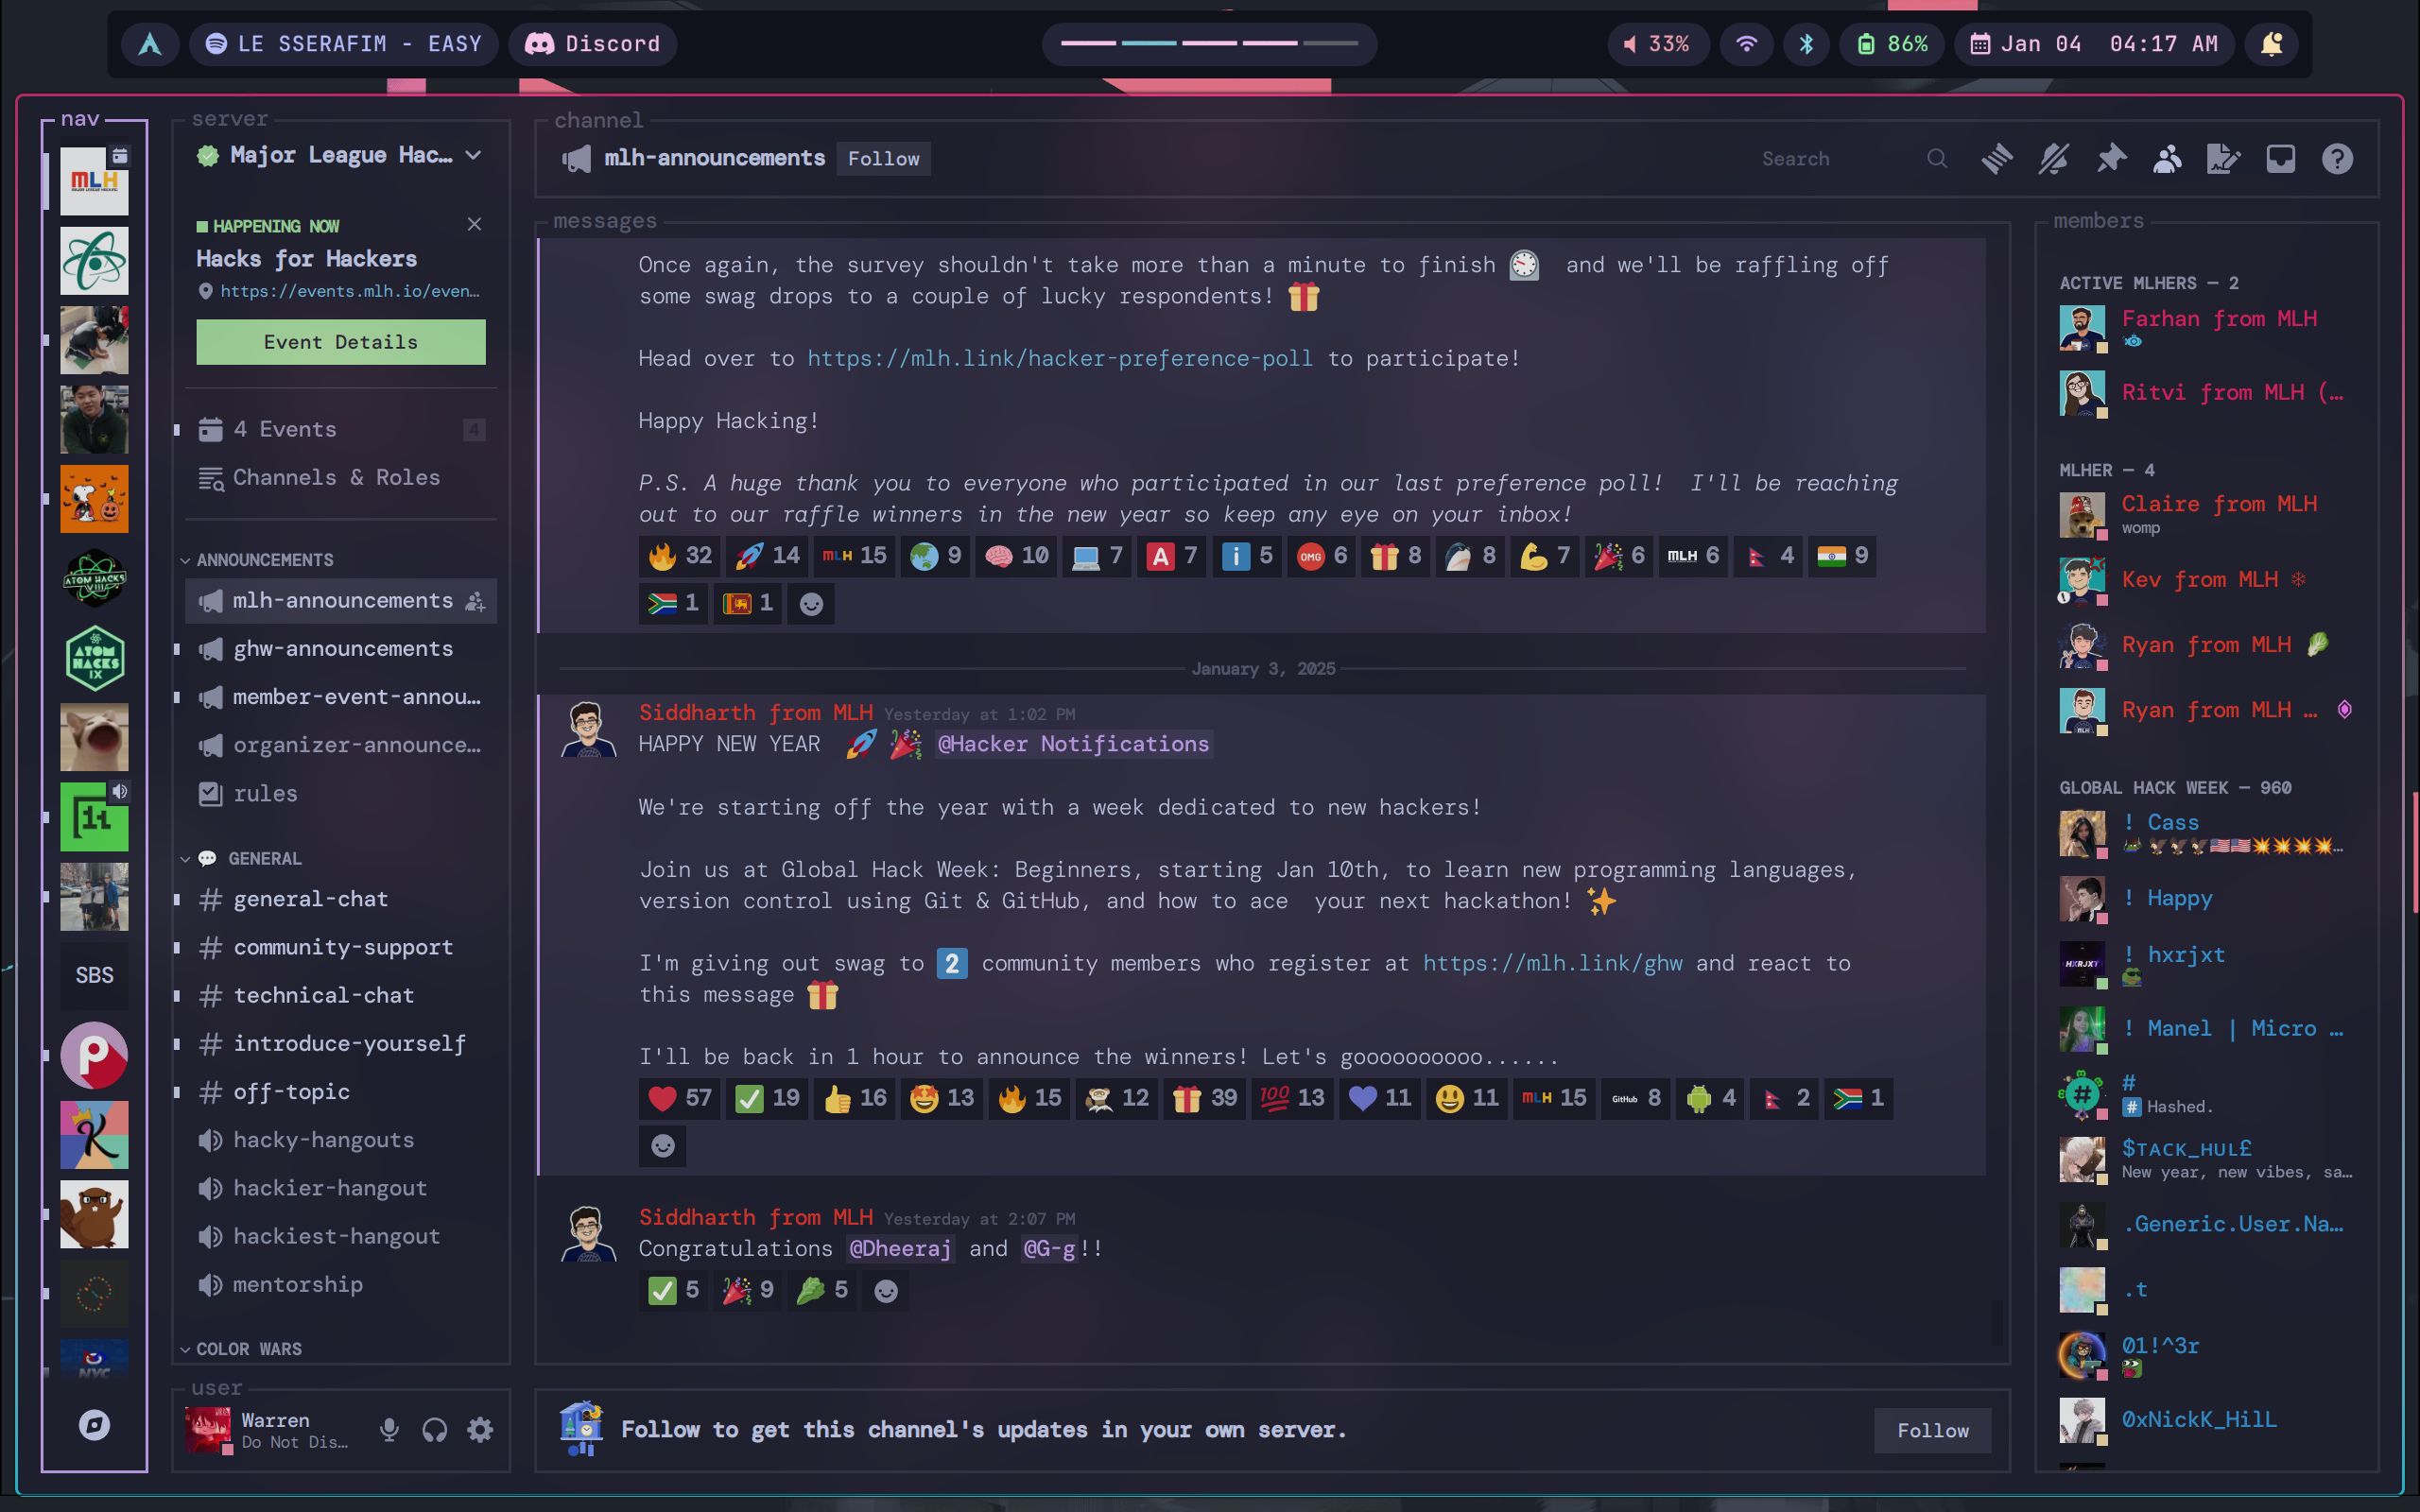 LE SSERAFIM - EASY
Discord
33%
86%
Jan 04 04:17 AM
nav
MLH
MAJOR LEAGUE HACKING
ATOM HACKS
VIII
ATOM
HACKS
IX
SBS
P
K
NYC
server
Major League Hac…
HAPPENING NOW
Hacks for Hackers
https://events.mlh.io/even…
Event Details
4 Events
4
Channels & Roles
ANNOUNCEMENTS
mlh-announcements
ghw-announcements
member-event-annou…
organizer-announce…
rules
💬 GENERAL
general-chat
community-support
technical-chat
introduce-yourself
off-topic
hacky-hangouts
hackier-hangout
hackiest-hangout
mentorship
COLOR WARS
user
Warren
Do Not Dis…
channel
mlh-announcements
Follow
Search
messages
Once again, the survey shouldn't take more than a minute to finish ⏲️ and we'll be raffling off
some swag drops to a couple of lucky respondents! 🎁
Head over to https://mlh.link/hacker-preference-poll to participate!
Happy Hacking!
P.S. A huge thank you to everyone who participated in our last preference poll! I'll be reaching
out to our raffle winners in the new year so keep any eye on your inbox!
🔥 32 🚀 14 MLH 15 🌏 9 🧠 10 💻 7 🅰️ 7 ℹ️ 5 OMG 6 🎁 8 🐧 8 💪 7 🎉 6 MLH 6 🇳🇵 4 🇮🇳 9
🇿🇦 1 🇱🇰 1
January 3, 2025
Siddharth from MLH Yesterday at 1:02 PM
HAPPY NEW YEAR 🚀 🎉 @Hacker Notifications
We're starting off the year with a week dedicated to new hackers!
Join us at Global Hack Week: Beginners, starting Jan 10th, to learn new programming languages,
version control using Git & GitHub, and how to ace your next hackathon! ✨
I'm giving out swag to 2️⃣ community members who register at https://mlh.link/ghw and react to
this message 🎁
I'll be back in 1 hour to announce the winners! Let's goooooooooo......
❤️ 57 ✅ 19 👍 16 🤩 13 🔥 15 12 🎁 39 💯 13 💙 11 😃 11 MLH 15 GitHub 8 4 🇳🇵 2 🇿🇦 1
Siddharth from MLH Yesterday at 2:07 PM
Congratulations @Dheeraj and @G-g!!
✅ 5 🎉 9 🥬 5
Follow to get this channel's updates in your own server.
Follow
members
ACTIVE MLHERS — 2
Farhan from MLH
Ritvi from MLH (…
MLHER — 4
Claire from MLH
womp
Kev from MLH ❄
Ryan from MLH 🥬
Ryan from MLH …
GLOBAL HACK WEEK — 960
! Cass
🦅🦅🦅🇺🇸🇺🇸💥💥💥💥…
! Happy
HXRJXT
! hxrjxt
! Manel | Micro …
#
#️⃣ Hashed.
$TACK_HUL£
New year, new vibes, sa…
.Generic.User.Na…
.t
01!^3r
0xNickK_HilL